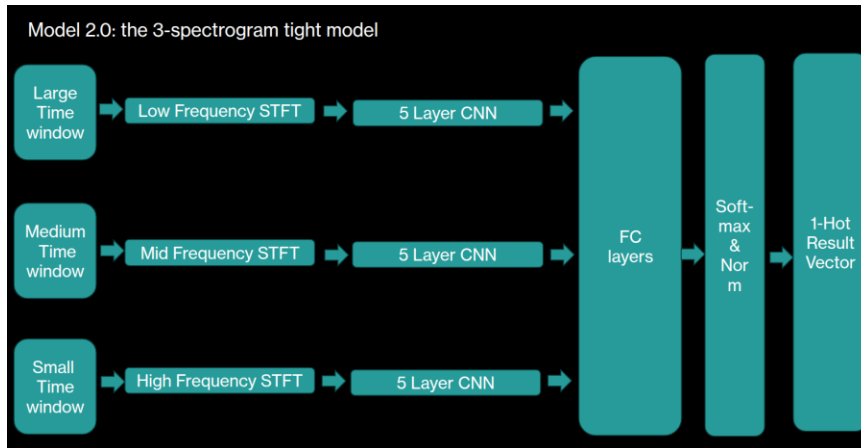 Model 2.0: the 3-spectrogram tight model
Large
Time
window
Low Frequency STFT
5 Layer CNN
Medium
Time
window
Mid Frequency STFT
5 Layer CNN
Small
Time
window
High Frequency STFT
5 Layer CNN
FC
layers
Soft-
max
&
Nor
m
1-Hot
Result
Vector